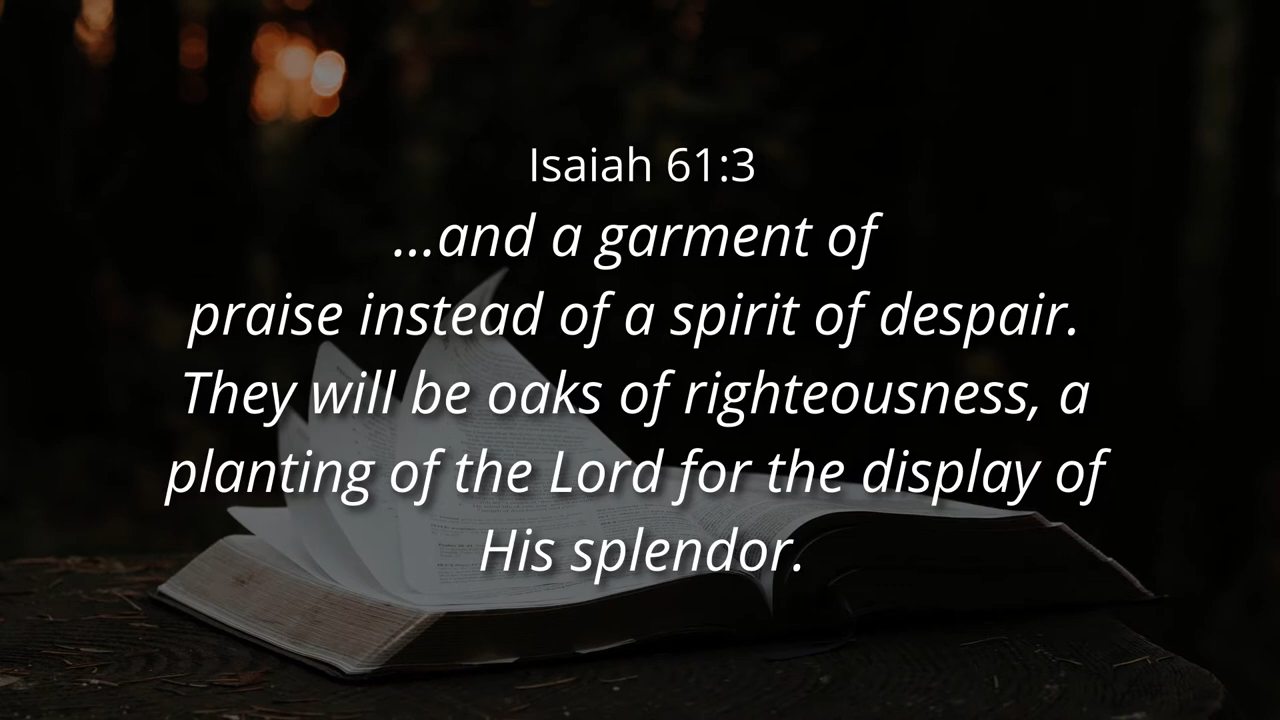 Isaiah 61:3
...and a garment of
praise instead of a spirit of despair.
They will be oaks of righteousness, a
planting of the Lord for the display of
His splendor.